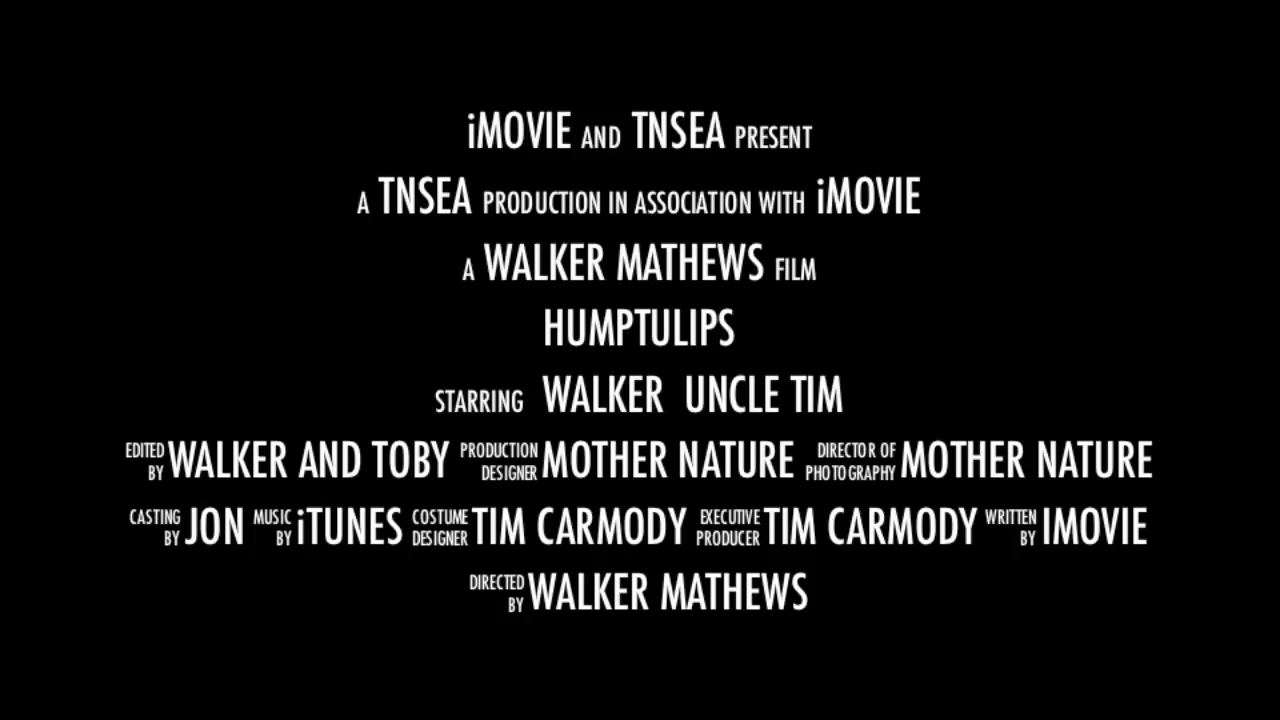 iMOVIE AND TNSEA PRESENT
A TNSEA PRODUCTION IN ASSOCIATION WITH iMOVIE
A WALKER MATHEWS FILM
HUMPTULIPS
STARRING WALKER UNCLE TIM
EDITED BY WALKER AND TOBY PRODUCTION DESIGNER MOTHER NATURE DIRECTOR OF PHOTOGRAPHY MOTHER NATURE
CASTING BY JON MUSIC BY iTUNES COSTUME DESIGNER TIM CARMODY EXECUTIVE PRODUCER TIM CARMODY WRITTEN BY IMOVIE
DIRECTED BY WALKER MATHEWS